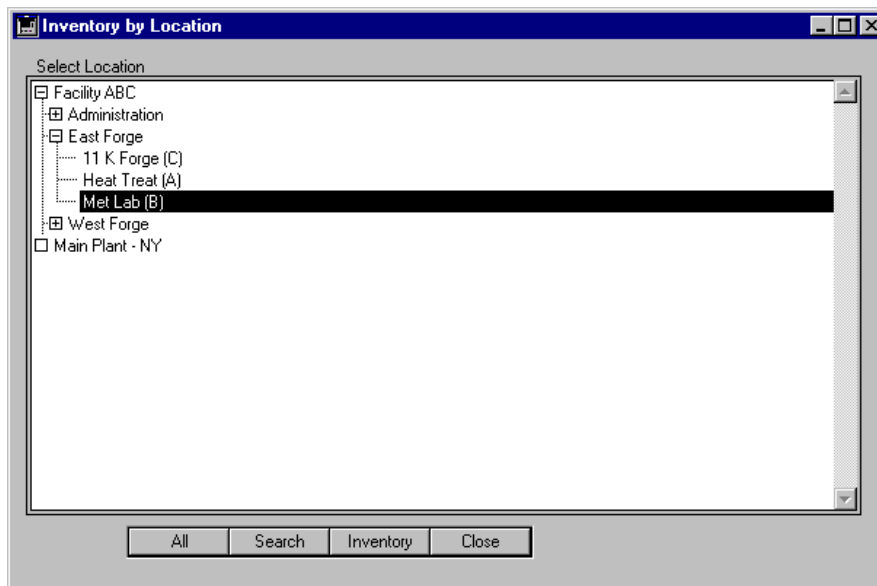 Inventory by Location
Select Location
Facility ABC
Administration
East Forge
11 K Forge (C)
Heat Treat (A)
Met Lab (B)
West Forge
Main Plant - NY
All Search Inventory Close